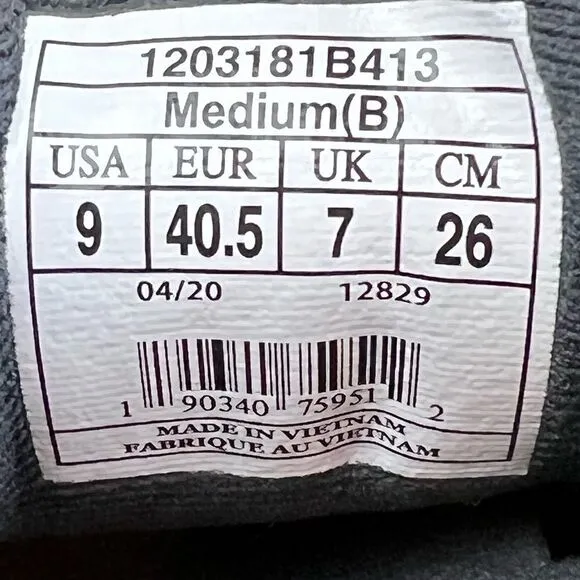 1203181B413
Medium(B)
USA EUR UK CM
9 40.5 7 26
04/20 12829
1 90340 75951 2
MADE IN VIETNAM
FABRIQUE AU VIETNAM